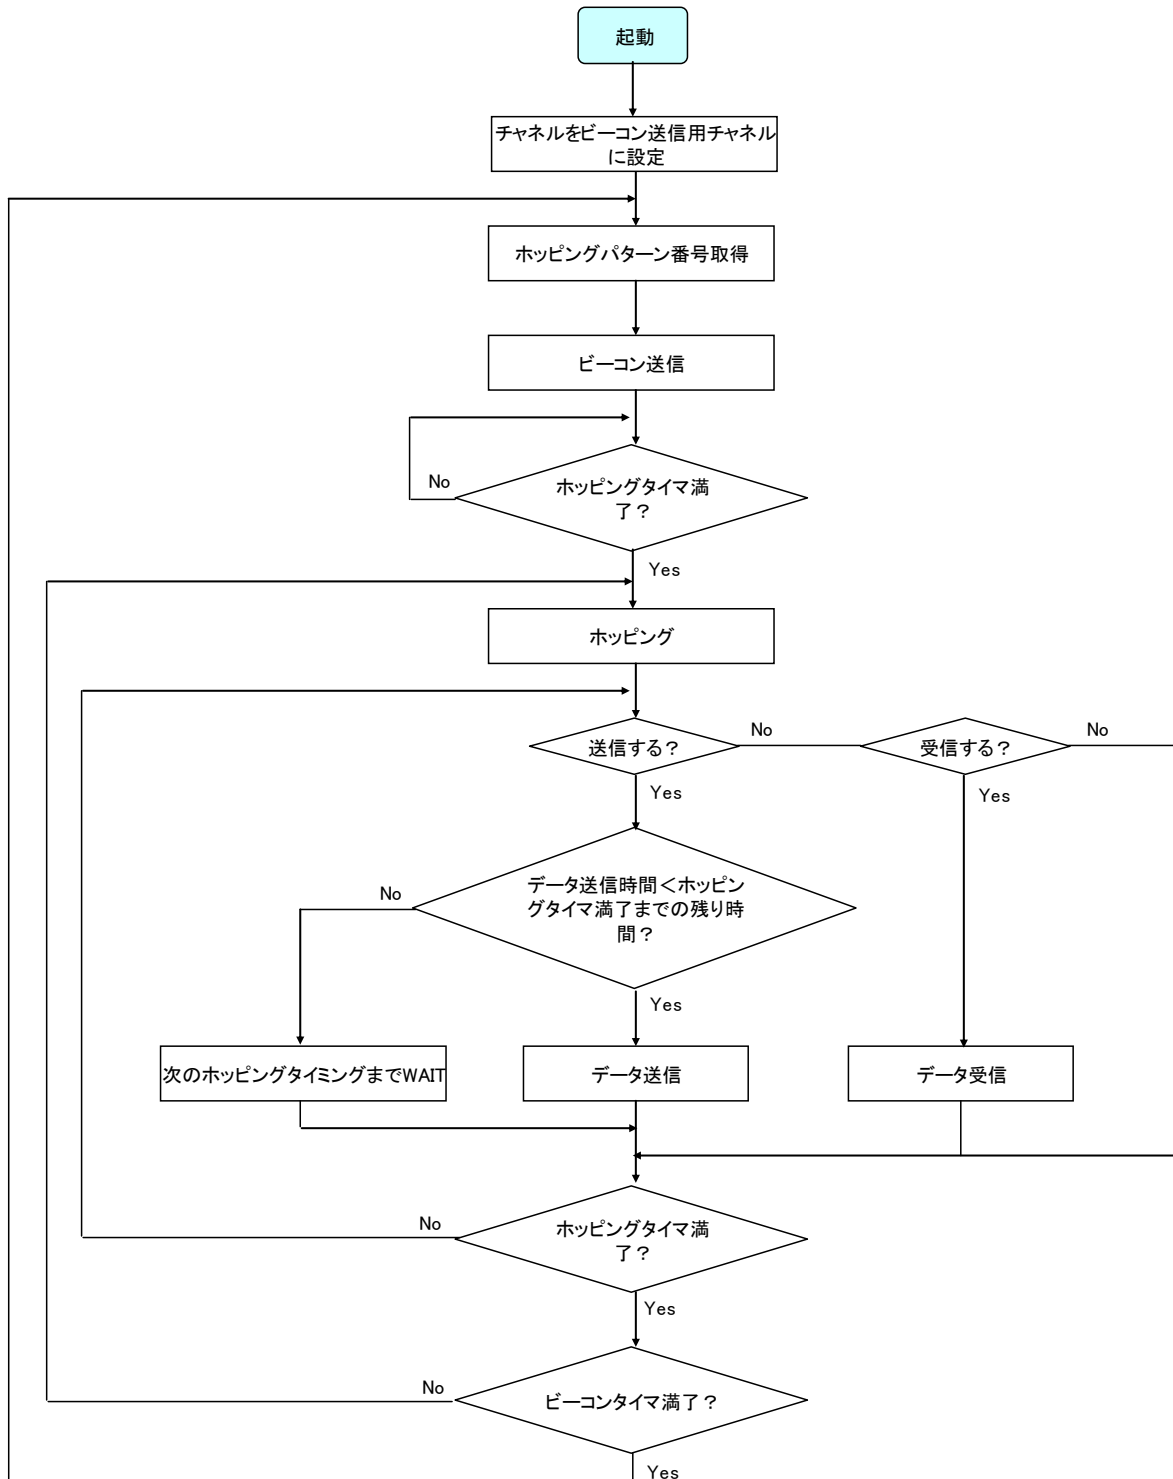 起動
チャネルをビーコン送信用チャネル
に設定
ホッピングパターン番号取得
ビーコン送信
No
ホッピングタイマ満
了？
Yes
ホッピング
送信する？
No
受信する？
No
Yes
Yes
No
データ送信時間＜ホッピン
グタイマ満了までの残り時
間？
Yes
次のホッピングタイミングまでWAIT
データ送信
データ受信
No
ホッピングタイマ満
了？
Yes
No
ビーコンタイマ満了？
Yes